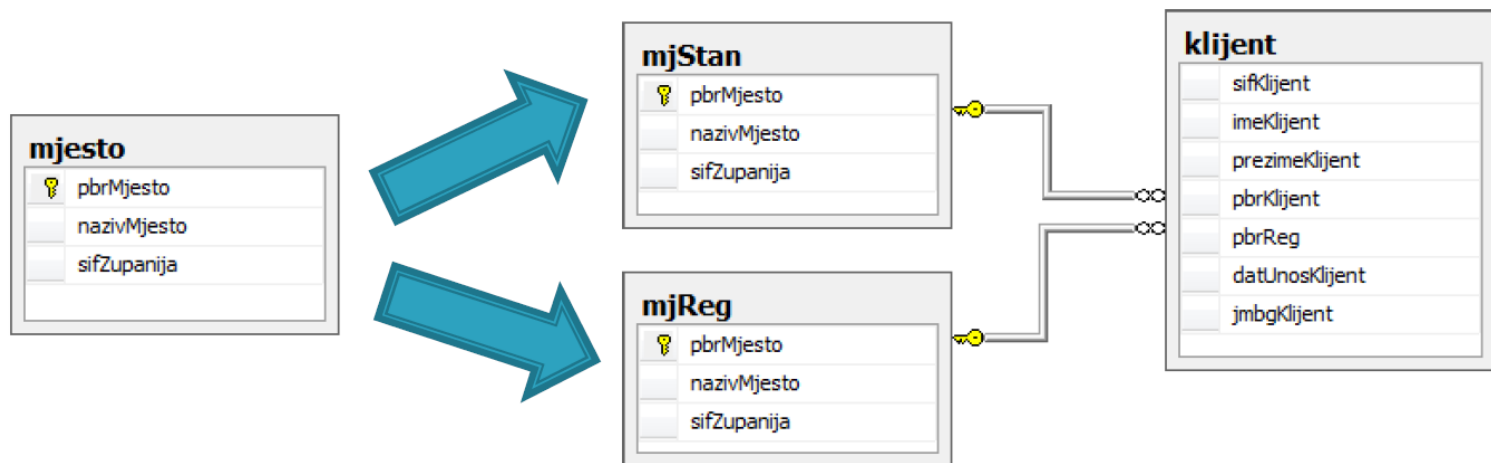 mjesto
pbrMjesto
nazivMjesto
sifZupanija
mjStan
pbrMjesto
nazivMjesto
sifZupanija
mjReg
pbrMjesto
nazivMjesto
sifZupanija
klijent
sifKlijent
imeKlijent
prezimeKlijent
pbrKlijent
pbrReg
datUnosKlijent
jmbgKlijent